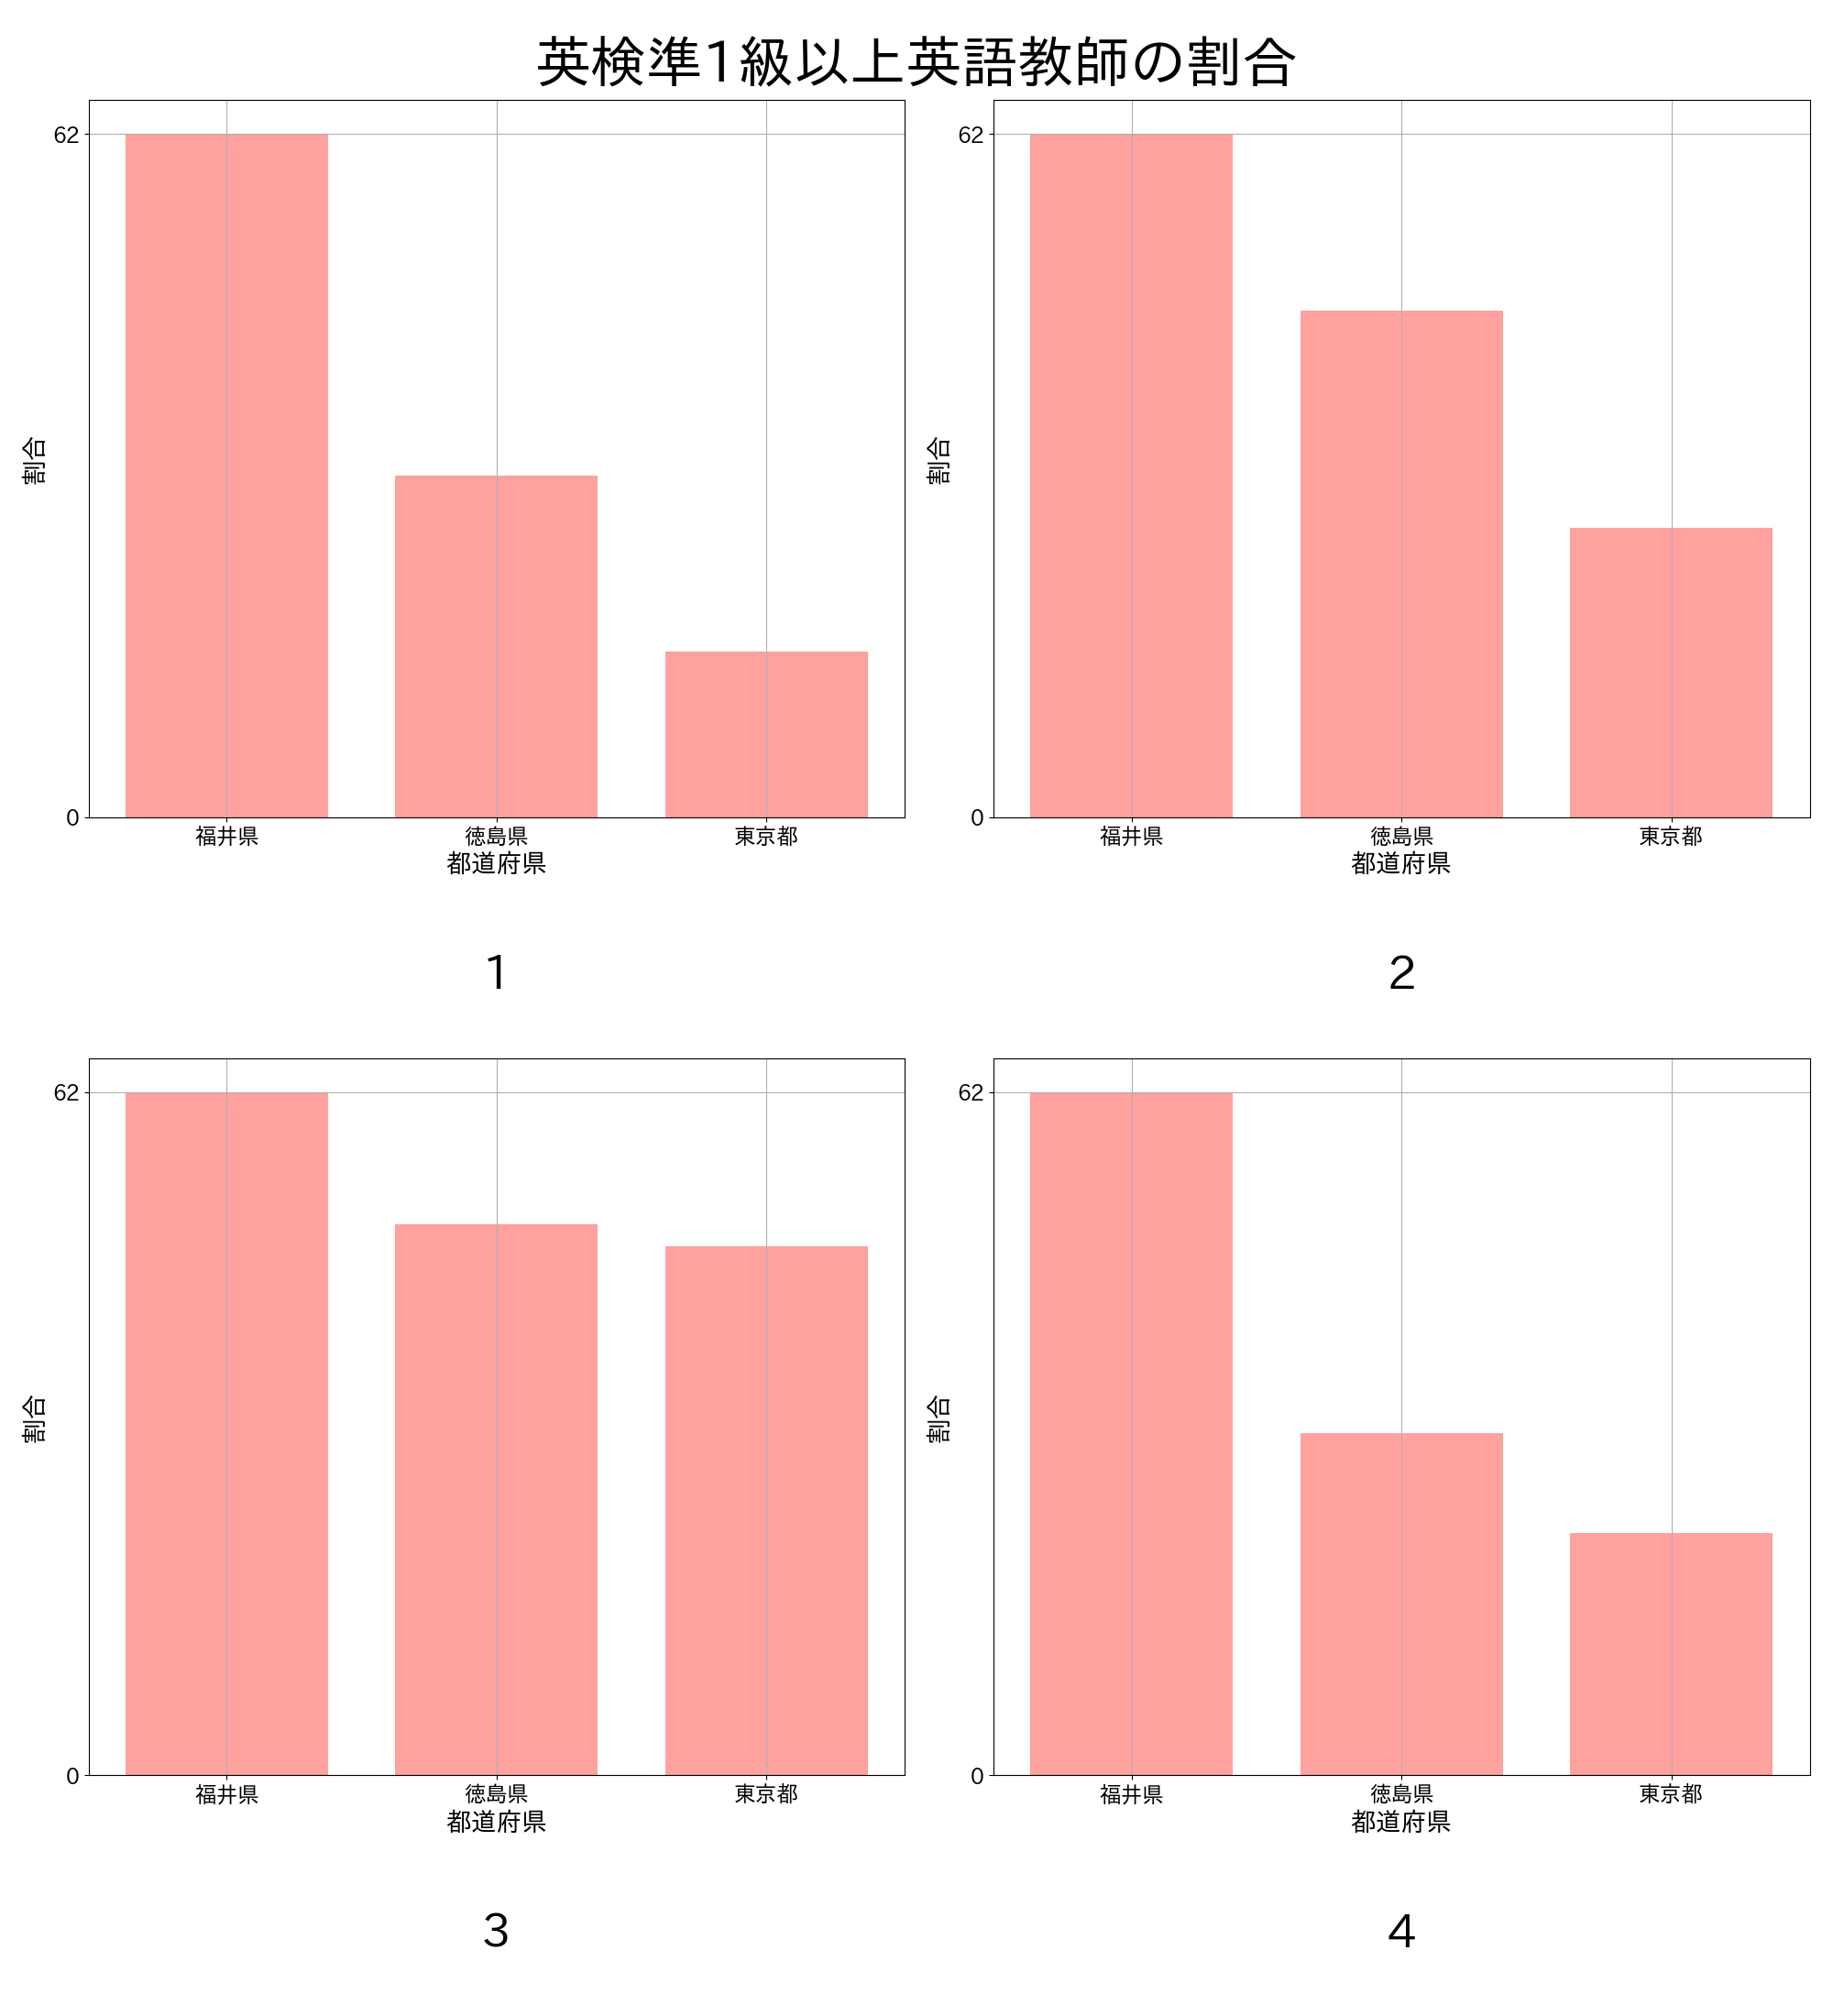 英検準1級以上英語教師の割合
62
0
割合
福井県 徳島県 東京都
都道府県
1
62
0
割合
福井県 徳島県 東京都
都道府県
2
62
0
割合
福井県 徳島県 東京都
都道府県
3
62
0
割合
福井県 徳島県 東京都
都道府県
4